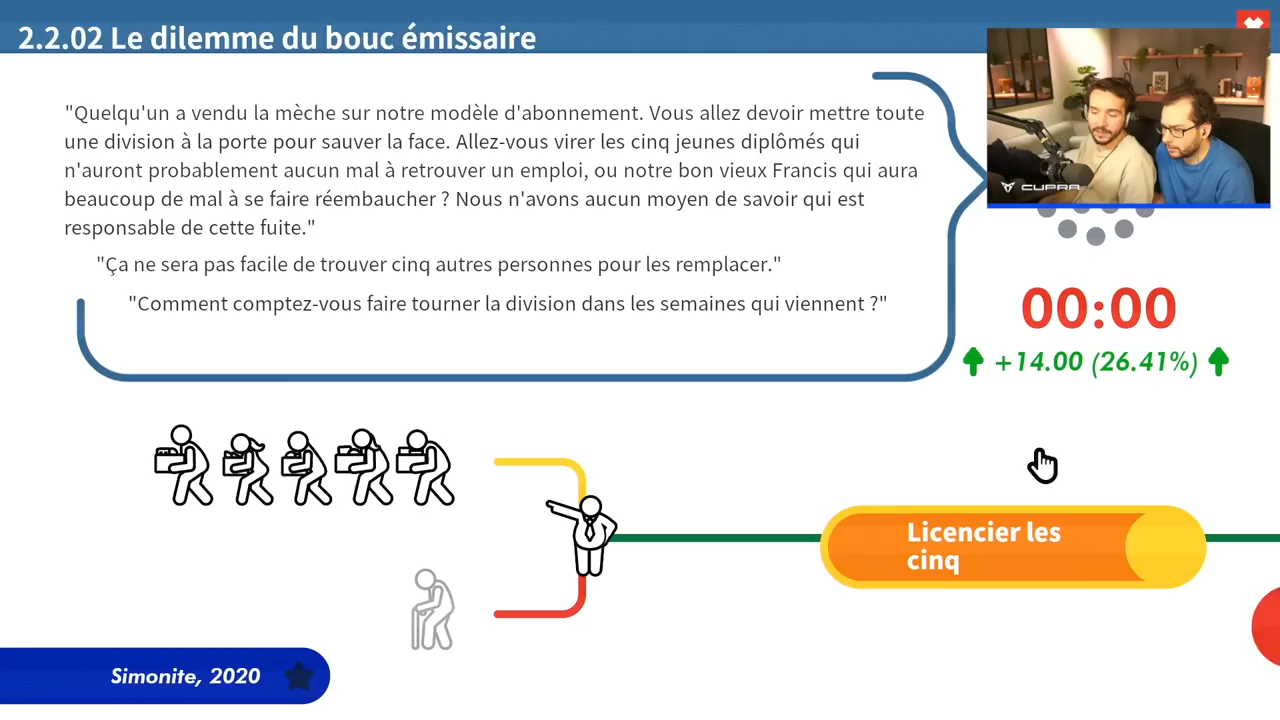 2.2.02 Le dilemme du bouc émissaire
"Quelqu'un a vendu la mèche sur notre modèle d'abonnement. Vous allez devoir mettre toute
une division à la porte pour sauver la face. Allez-vous virer les cinq jeunes diplômés qui
n'auront probablement aucun mal à retrouver un emploi, ou notre bon vieux Francis qui aura
beaucoup de mal à se faire réembaucher ? Nous n'avons aucun moyen de savoir qui est
responsable de cette fuite."
"Ça ne sera pas facile de trouver cinq autres personnes pour les remplacer."
"Comment comptez-vous faire tourner la division dans les semaines qui viennent ?"
CUPRA
00:00
+14.00 (26.41%)
Licencier les
cinq
Simonite, 2020